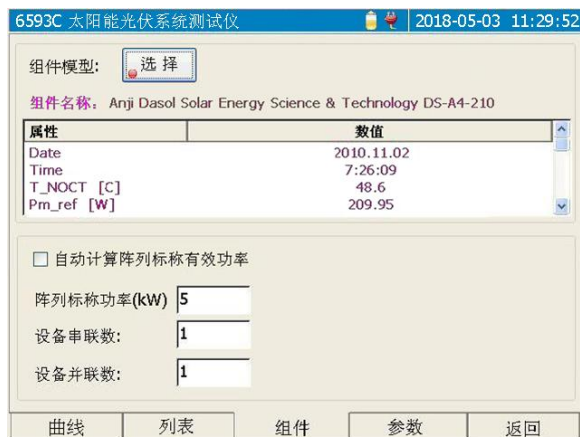 6593C 太阳能光伏系统测试仪 2018-05-03 11:29:52
组件模型: 选择
组件名称: Anji Dasol Solar Energy Science & Technology DS-A4-210
属性 数值
Date 2010.11.02
Time 7:26:09
T_NOCT [C] 48.6
Pm_ref [W] 209.95
自动计算阵列标称有效功率
阵列标称功率(kW) 5
设备串联数: 1
设备并联数: 1
曲线 列表 组件 参数 返回